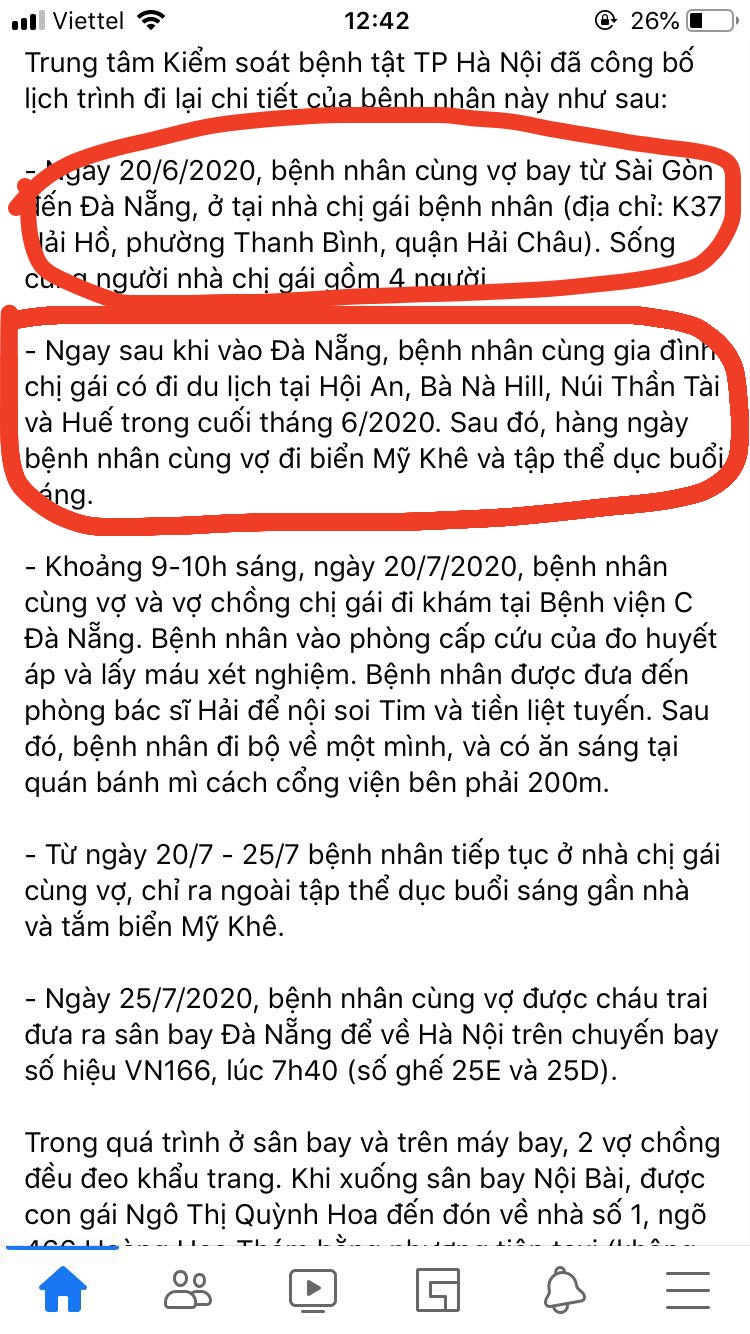 Viettel 12:42 26%
Trung tâm Kiểm soát bệnh tật TP Hà Nội đã công bố
lịch trình đi lại chi tiết của bệnh nhân này như sau:
- Ngày 20/6/2020, bệnh nhân cùng vợ bay từ Sài Gòn
đến Đà Nẵng, ở tại nhà chị gái bệnh nhân (địa chỉ: K37
Hải Hồ, phường Thanh Bình, quận Hải Châu). Sống
cùng người nhà chị gái gồm 4 người.
- Ngay sau khi vào Đà Nẵng, bệnh nhân cùng gia đình
chị gái có đi du lịch tại Hội An, Bà Nà Hill, Núi Thần Tài
và Huế trong cuối tháng 6/2020. Sau đó, hàng ngày
bệnh nhân cùng vợ đi biển Mỹ Khê và tập thể dục buổi
sáng.
- Khoảng 9-10h sáng, ngày 20/7/2020, bệnh nhân
cùng vợ và vợ chồng chị gái đi khám tại Bệnh viện C
Đà Nẵng. Bệnh nhân vào phòng cấp cứu của đo huyết
áp và lấy máu xét nghiệm. Bệnh nhân được đưa đến
phòng bác sĩ Hải để nội soi Tim và tiền liệt tuyến. Sau
đó, bệnh nhân đi bộ về một mình, và có ăn sáng tại
quán bánh mì cách cổng viện bên phải 200m.
- Từ ngày 20/7 - 25/7 bệnh nhân tiếp tục ở nhà chị gái
cùng vợ, chỉ ra ngoài tập thể dục buổi sáng gần nhà
và tắm biển Mỹ Khê.
- Ngày 25/7/2020, bệnh nhân cùng vợ được cháu trai
đưa ra sân bay Đà Nẵng để về Hà Nội trên chuyến bay
số hiệu VN166, lúc 7h40 (số ghế 25E và 25D).
Trong quá trình ở sân bay và trên máy bay, 2 vợ chồng
đều đeo khẩu trang. Khi xuống sân bay Nội Bài, được
con gái Ngô Thị Quỳnh Hoa đến đón về nhà số 1, ngõ